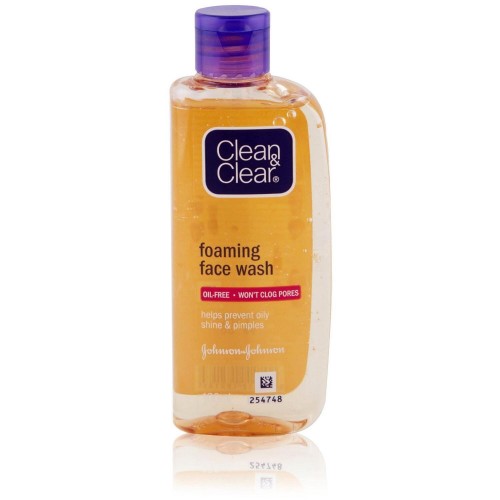 Clean
&
Clear®
foaming
face wash
OIL-FREE • WON'T CLOG PORES
helps prevent oily
shine & pimples
Johnson & Johnson
254748